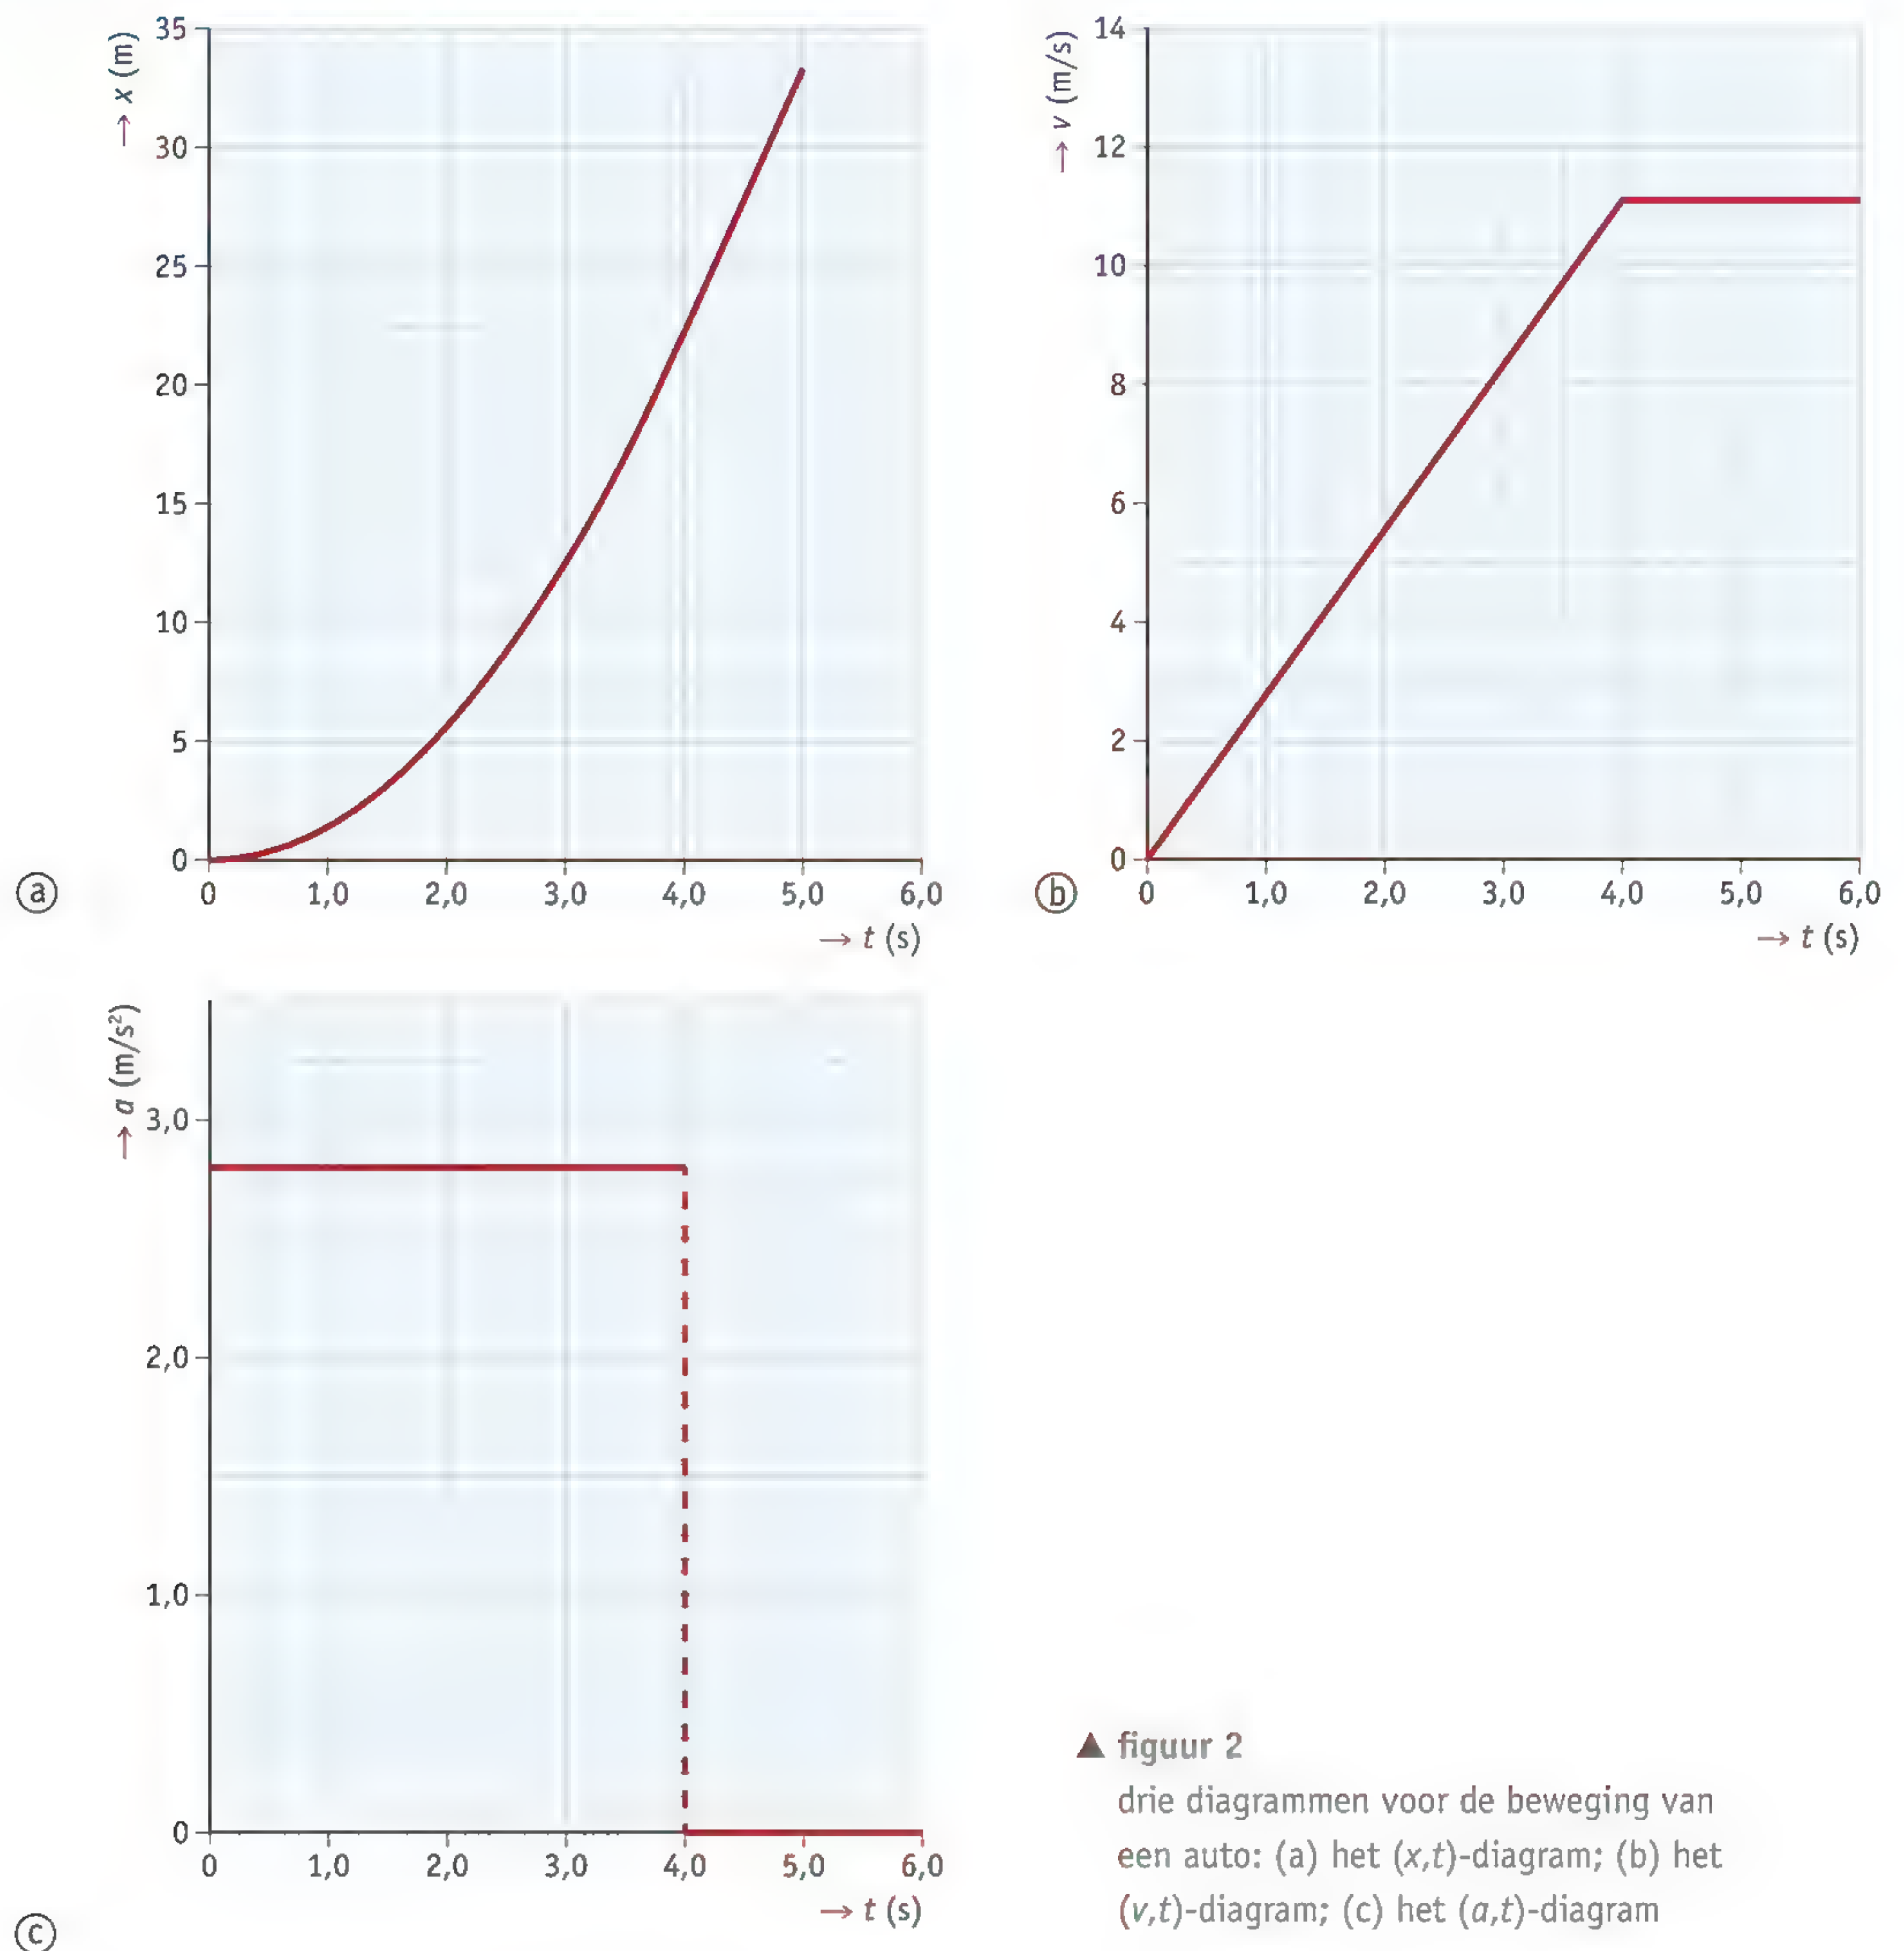 → x (m)
35
30
25
20
15
10
5
0
0 1,0 2,0 3,0 4,0 5,0 6,0
→ t (s)
ⓐ
→ v (m/s)
14
12
10
8
6
4
2
0
0 1,0 2,0 3,0 4,0 5,0 6,0
→ t (s)
ⓑ
→ a (m/s²)
3,0
2,0
1,0
0
0 1,0 2,0 3,0 4,0 5,0 6,0
→ t (s)
ⓒ
▲ figuur 2
drie diagrammen voor de beweging van
een auto: (a) het (x,t)-diagram; (b) het
(v,t)-diagram; (c) het (a,t)-diagram